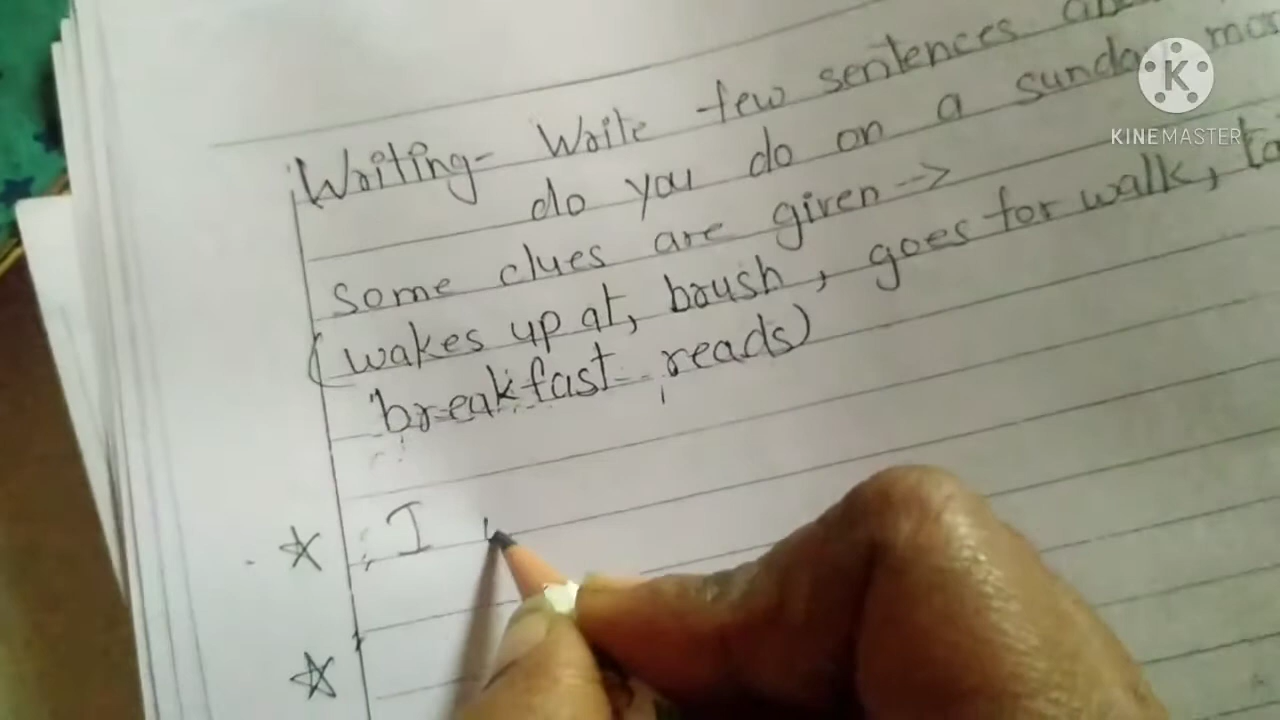 Writing- Write few sentences
do you do on a sunday
Some clues are given ->
(wakes up at, brush, goes for walk,
breakfast reads)
I
K
KINEMASTER